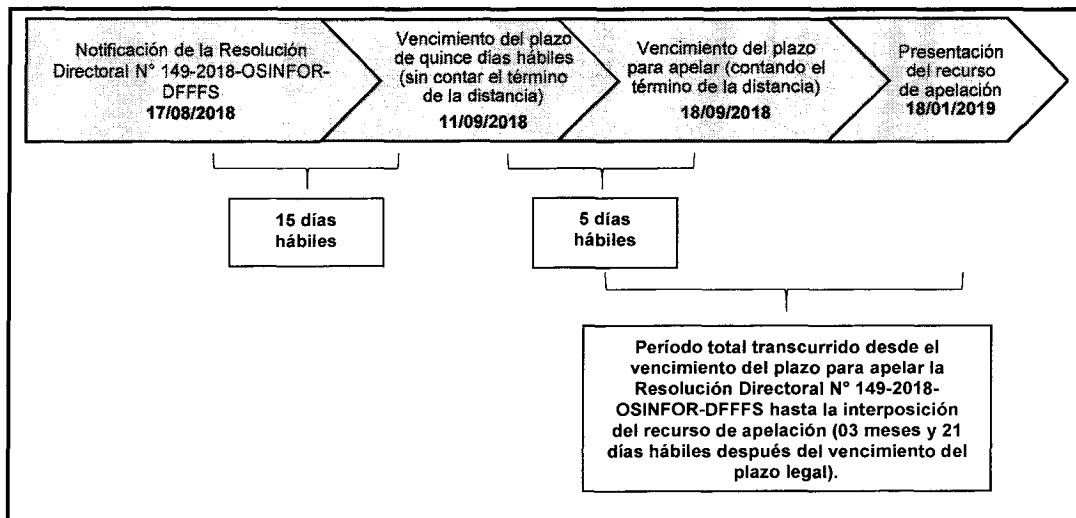 Notificación de la Resolución
Directoral N° 149-2018-OSINFOR-
DFFFS
17/08/2018
Vencimiento del plazo
de quince días hábiles
(sin contar el término
de la distancia)
11/09/2018
Vencimiento del plazo
para apelar (contando el
término de la distancia)
18/09/2018
Presentación
del recurso
de apelación
18/01/2019
15 días
hábiles
5 días
hábiles
Período total transcurrido desde el
vencimiento del plazo para apelar la
Resolución Directoral N° 149-2018-
OSINFOR-DFFFS hasta la interposición
del recurso de apelación (03 meses y 21
días hábiles después del vencimiento del
plazo legal).